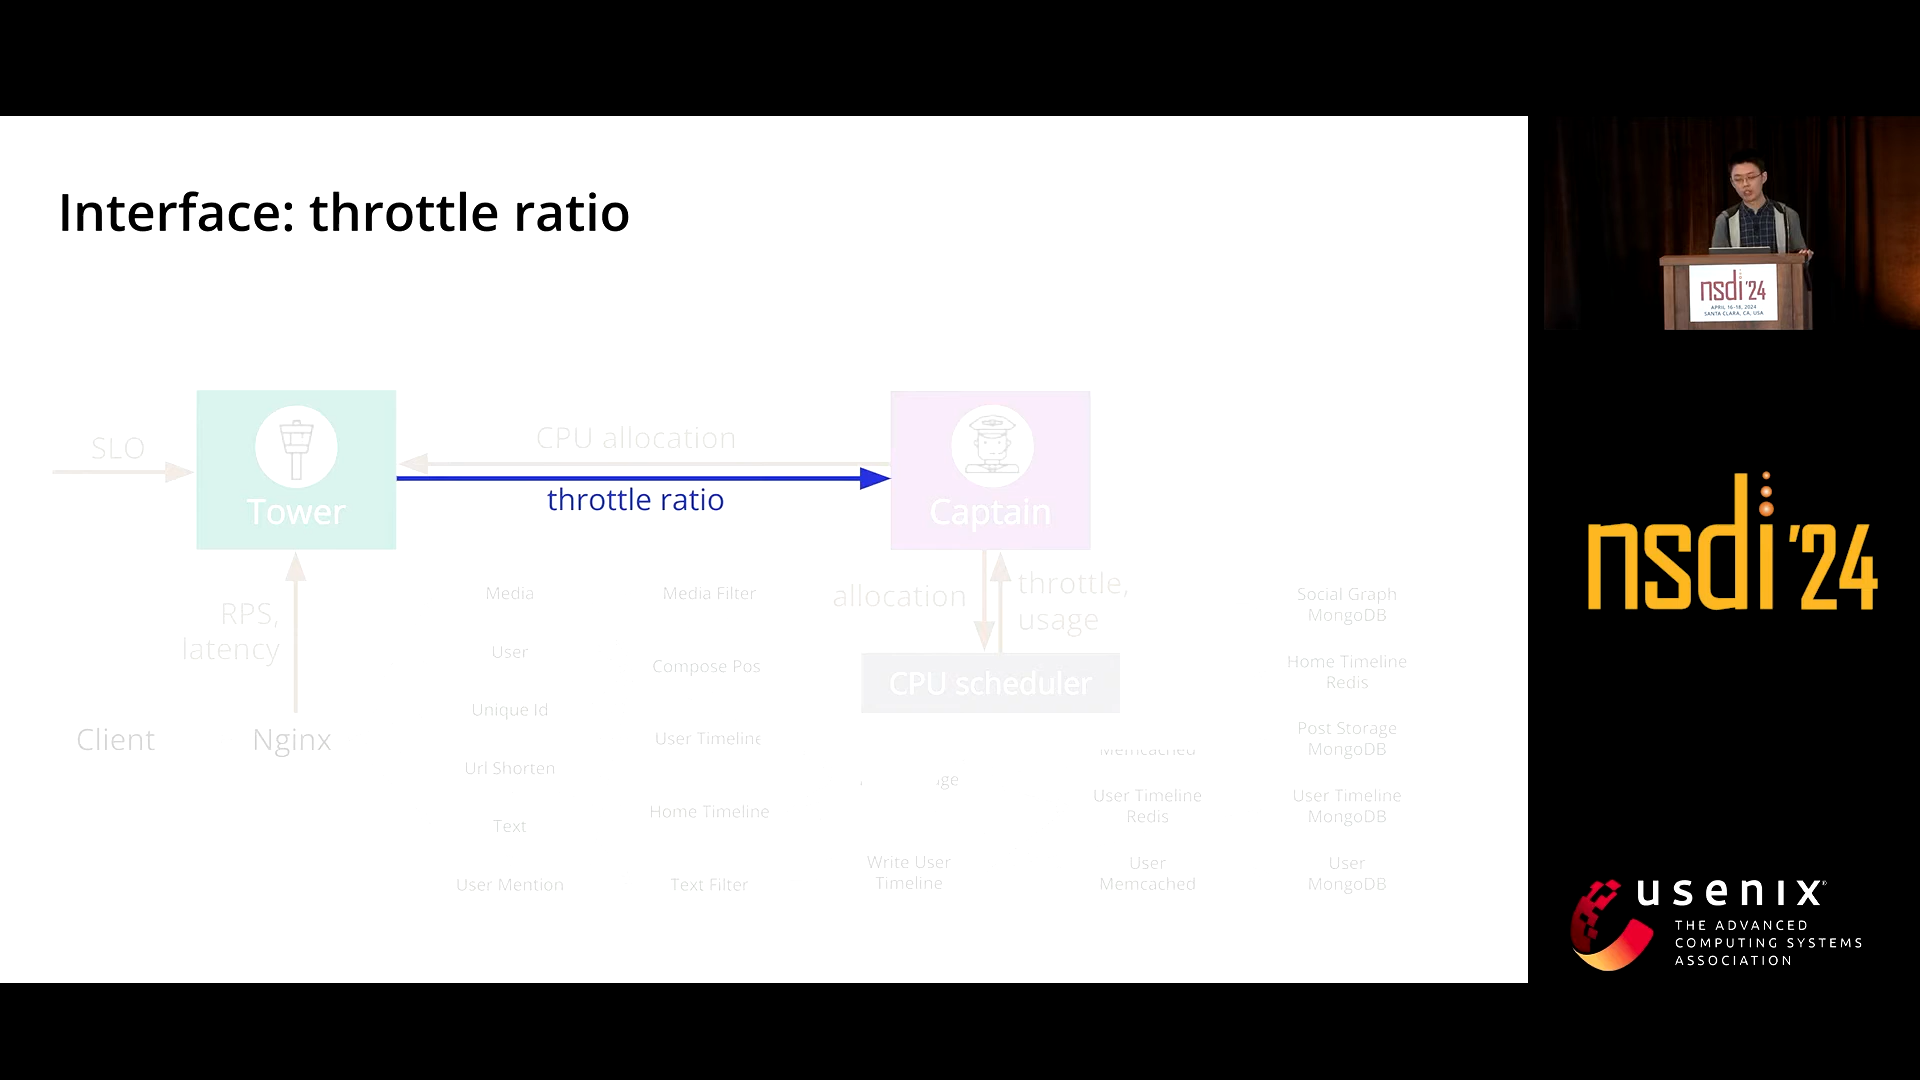 Interface: throttle ratio
SLO
Tower
CPU allocation
throttle ratio
Captain
RPS,
latency
allocation
throttle,
usage
CPU scheduler
Client
Nginx
Media
User
Unique Id
Url Shorten
Text
User Mention
Media Filter
Compose Pos
User Timeline
Home Timeline
Text Filter
Write User
Timeline
Memcached
User Timeline
Redis
User
Memcached
Social Graph
MongoDB
Home Timeline
Redis
Post Storage
MongoDB
User Timeline
MongoDB
User
MongoDB
nsdi '24
APRIL 16-18, 2024
SANTA CLARA, CA, USA
nsdi '24
usenix
THE ADVANCED
COMPUTING SYSTEMS
ASSOCIATION